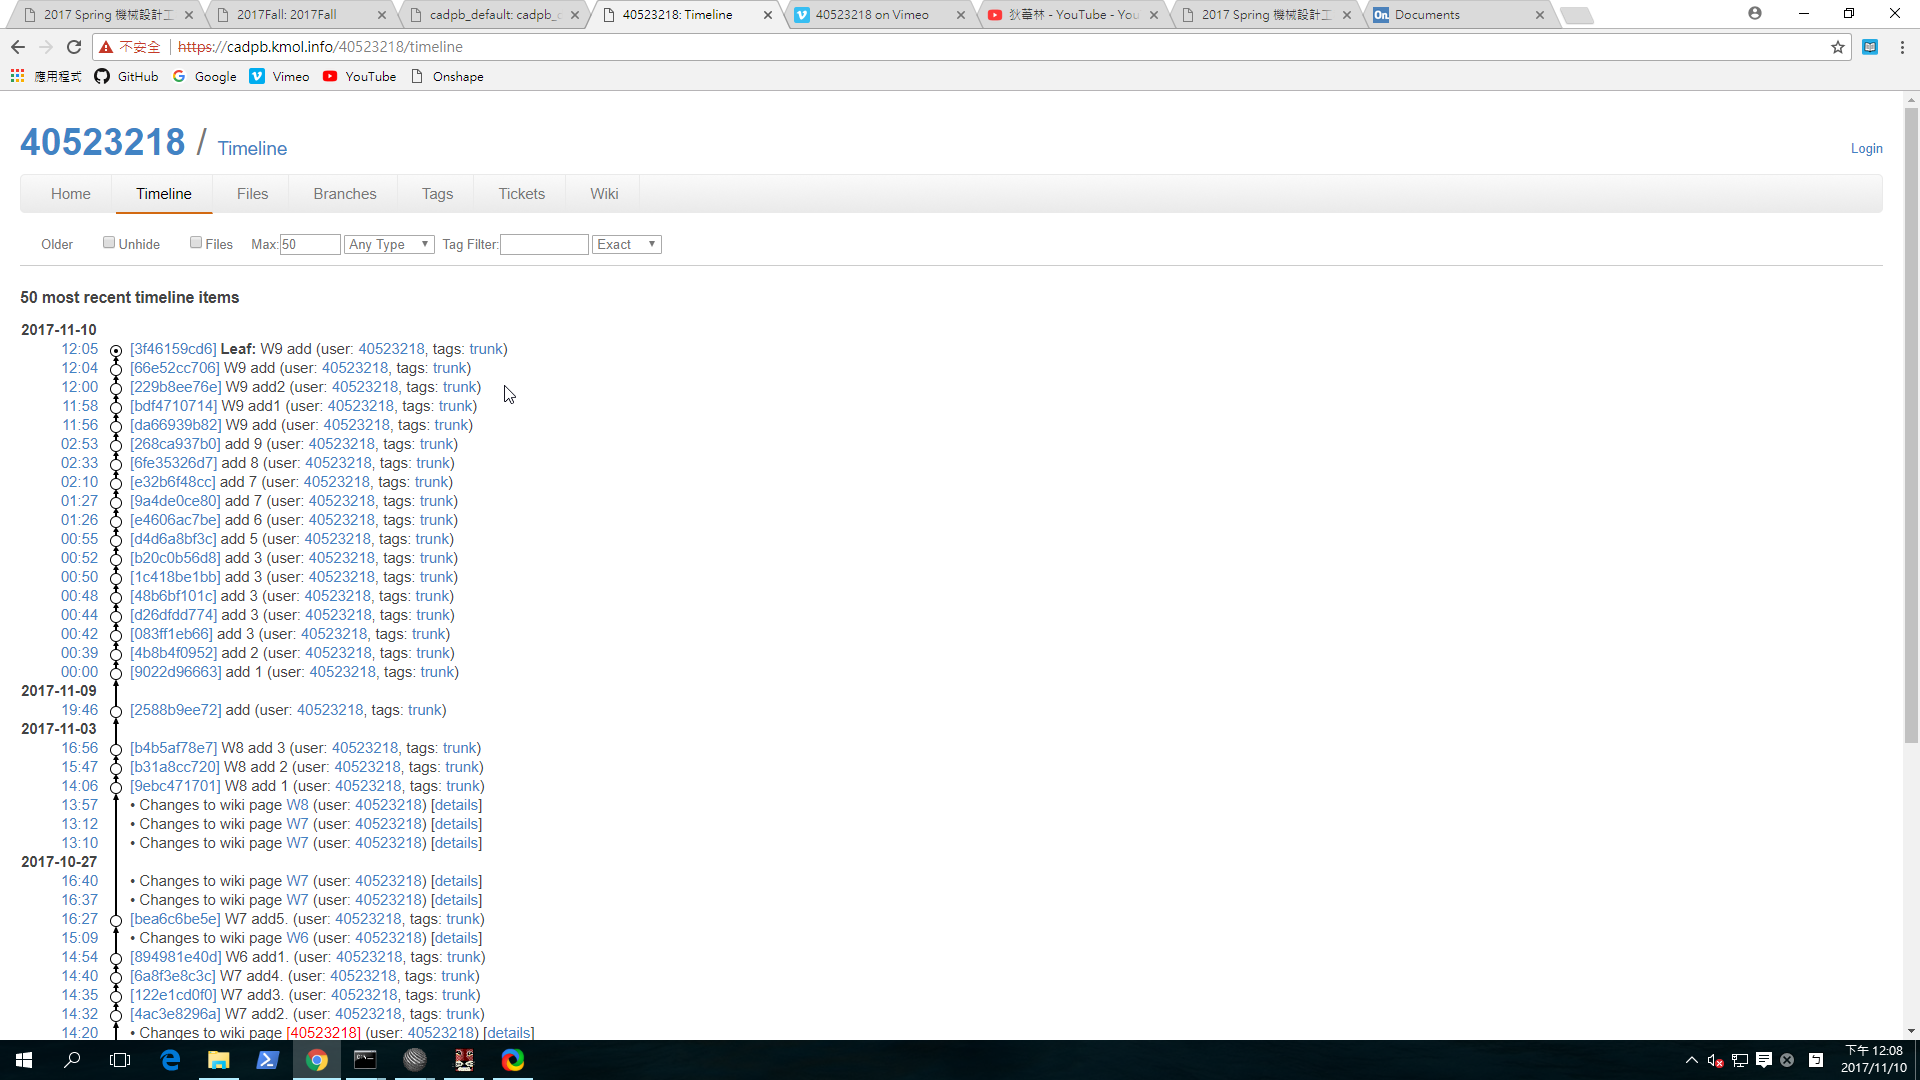 2017 Spring 機械設計工
2017Fall: 2017Fall
cadpb_default: cadpb_c
40523218: Timeline
40523218 on Vimeo
狄華林 - YouTube - You
2017 Spring 機械設計工
On Documents
不安全 https://cadpb.kmol.info/40523218/timeline
應用程式 GitHub Google Vimeo YouTube Onshape
40523218 / Timeline
Login
Home Timeline Files Branches Tags Tickets Wiki
Older Unhide Files Max: 50 Any Type Tag Filter: Exact
50 most recent timeline items
2017-11-10
12:05 [3f46159cd6] Leaf: W9 add (user: 40523218, tags: trunk)
12:04 [66e52cc706] W9 add (user: 40523218, tags: trunk)
12:00 [229b8ee76e] W9 add2 (user: 40523218, tags: trunk)
11:58 [bdf4710714] W9 add1 (user: 40523218, tags: trunk)
11:56 [da66939b82] W9 add (user: 40523218, tags: trunk)
02:53 [268ca937b0] add 9 (user: 40523218, tags: trunk)
02:33 [6fe35326d7] add 8 (user: 40523218, tags: trunk)
02:10 [e32b6f48cc] add 7 (user: 40523218, tags: trunk)
01:27 [9a4de0ce80] add 7 (user: 40523218, tags: trunk)
01:26 [e4606ac7be] add 6 (user: 40523218, tags: trunk)
00:55 [d4d6a8bf3c] add 5 (user: 40523218, tags: trunk)
00:52 [b20c0b56d8] add 3 (user: 40523218, tags: trunk)
00:50 [1c418be1bb] add 3 (user: 40523218, tags: trunk)
00:48 [48b6bf101c] add 3 (user: 40523218, tags: trunk)
00:44 [d26dfdd774] add 3 (user: 40523218, tags: trunk)
00:42 [083ff1eb66] add 3 (user: 40523218, tags: trunk)
00:39 [4b8b4f0952] add 2 (user: 40523218, tags: trunk)
00:00 [9022d96663] add 1 (user: 40523218, tags: trunk)
2017-11-09
19:46 [2588b9ee72] add (user: 40523218, tags: trunk)
2017-11-03
16:56 [b4b5af78e7] W8 add 3 (user: 40523218, tags: trunk)
15:47 [b31a8cc720] W8 add 2 (user: 40523218, tags: trunk)
14:06 [9ebc471701] W8 add 1 (user: 40523218, tags: trunk)
13:57 • Changes to wiki page W8 (user: 40523218) [details]
13:12 • Changes to wiki page W7 (user: 40523218) [details]
13:10 • Changes to wiki page W7 (user: 40523218) [details]
2017-10-27
16:40 • Changes to wiki page W7 (user: 40523218) [details]
16:37 • Changes to wiki page W7 (user: 40523218) [details]
16:27 [bea6c6be5e] W7 add5. (user: 40523218, tags: trunk)
15:09 • Changes to wiki page W6 (user: 40523218) [details]
14:54 [894981e40d] W6 add1. (user: 40523218, tags: trunk)
14:40 [6a8f3e8c3c] W7 add4. (user: 40523218, tags: trunk)
14:35 [122e1cd0f0] W7 add3. (user: 40523218, tags: trunk)
14:32 [4ac3e8296a] W7 add2. (user: 40523218, tags: trunk)
14:20 • Changes to wiki page [40523218] (user: 40523218) [details]
下午 12:08
2017/11/10